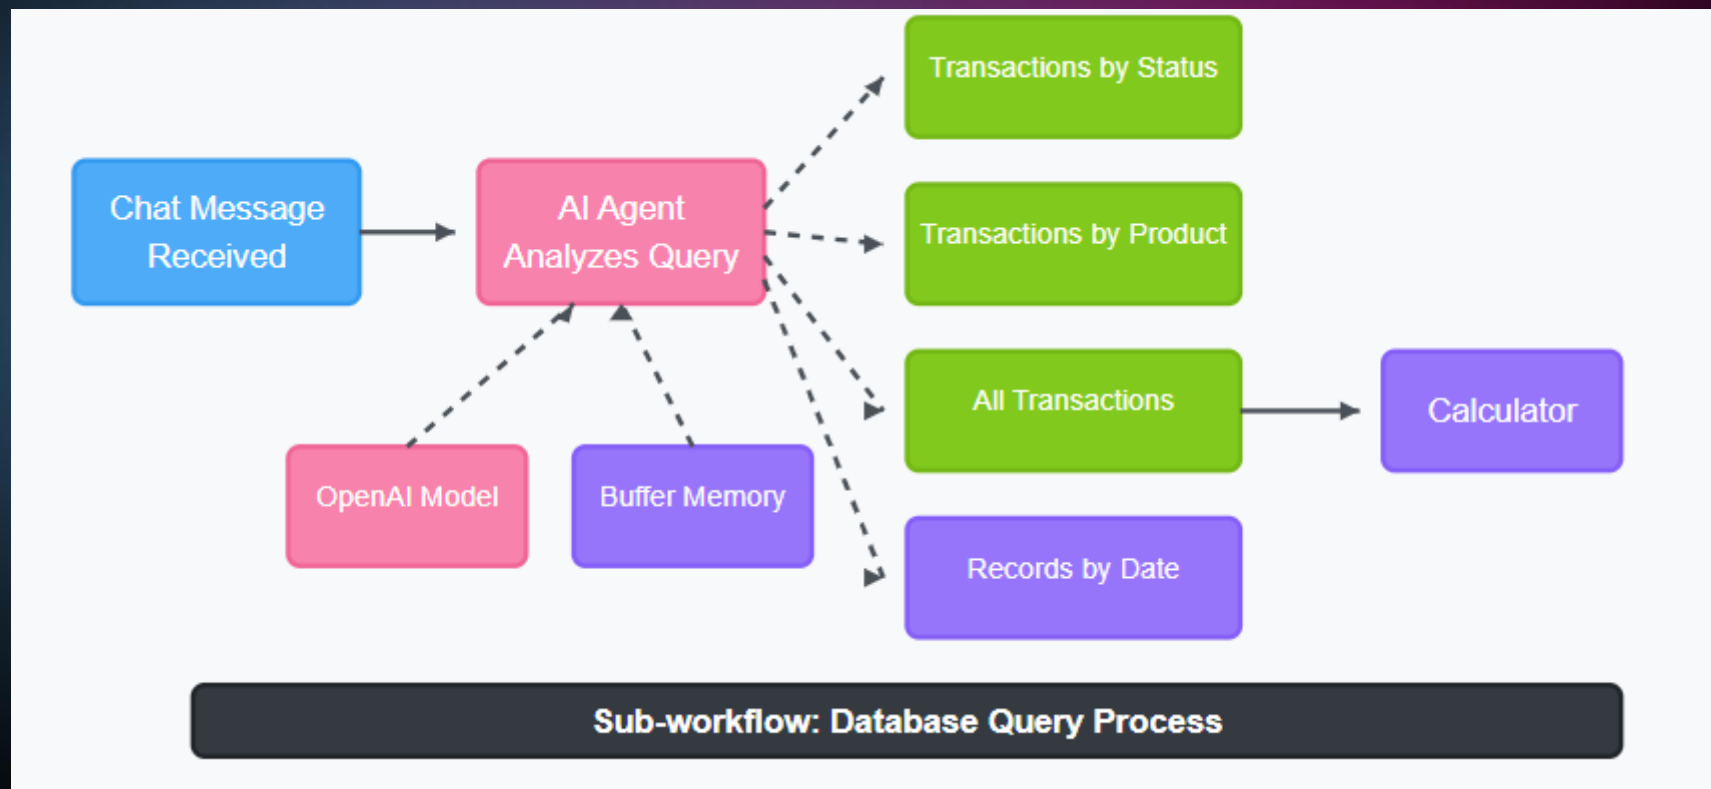 Chat Message
Received
AI Agent
Analyzes Query
OpenAI Model
Buffer Memory
Transactions by Status
Transactions by Product
All Transactions
Records by Date
Calculator
Sub-workflow: Database Query Process